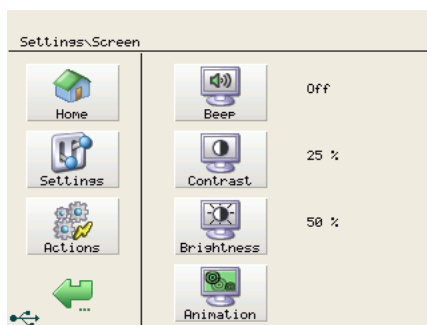 Settings\Screen
Home
Settings
Actions
...
Beep
Off
Contrast
25 %
Brightness
50 %
Animation